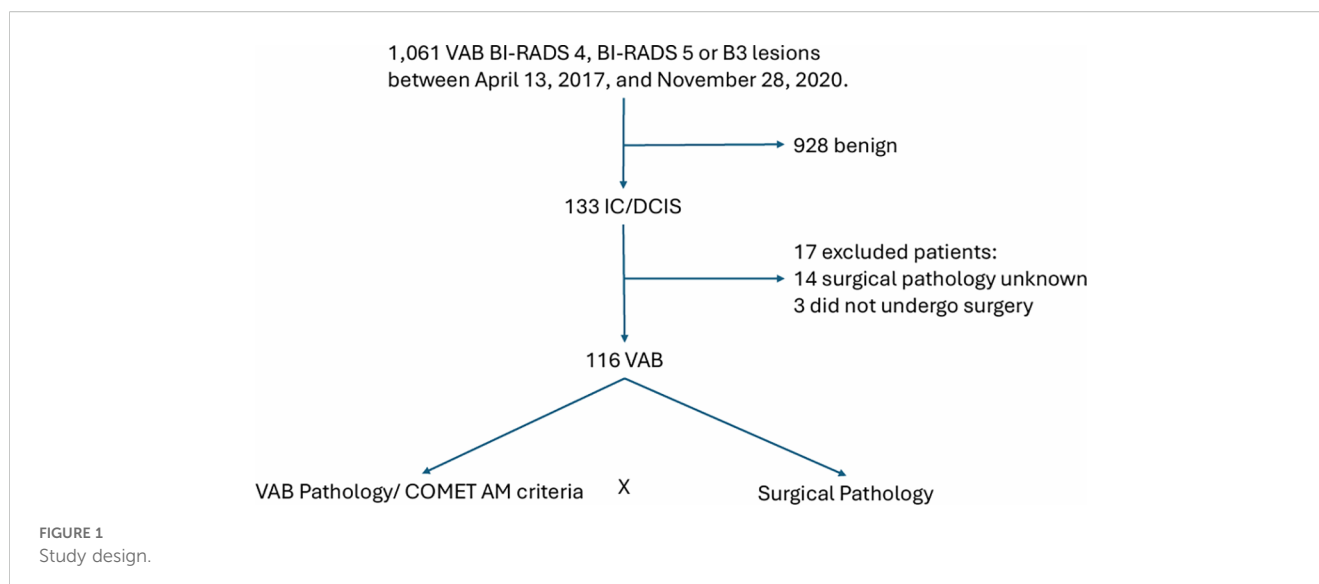 1,061 VAB BI-RADS 4, BI-RADS 5 or B3 lesions
between April 13, 2017, and November 28, 2020.
928 benign
133 IC/DCIS
17 excluded patients:
14 surgical pathology unknown
3 did not undergo surgery
116 VAB
VAB Pathology/ COMET AM criteria
X
Surgical Pathology
FIGURE 1
Study design.